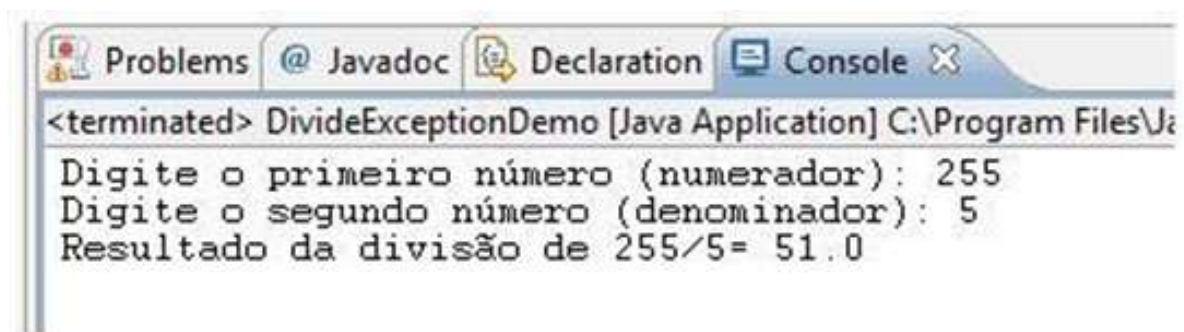 Problems @ Javadoc Declaration Console
<terminated> DivideExceptionDemo [Java Application] C:\Program Files\Ja
Digite o primeiro número (numerador): 255
Digite o segundo número (denominador): 5
Resultado da divisão de 255/5= 51.0